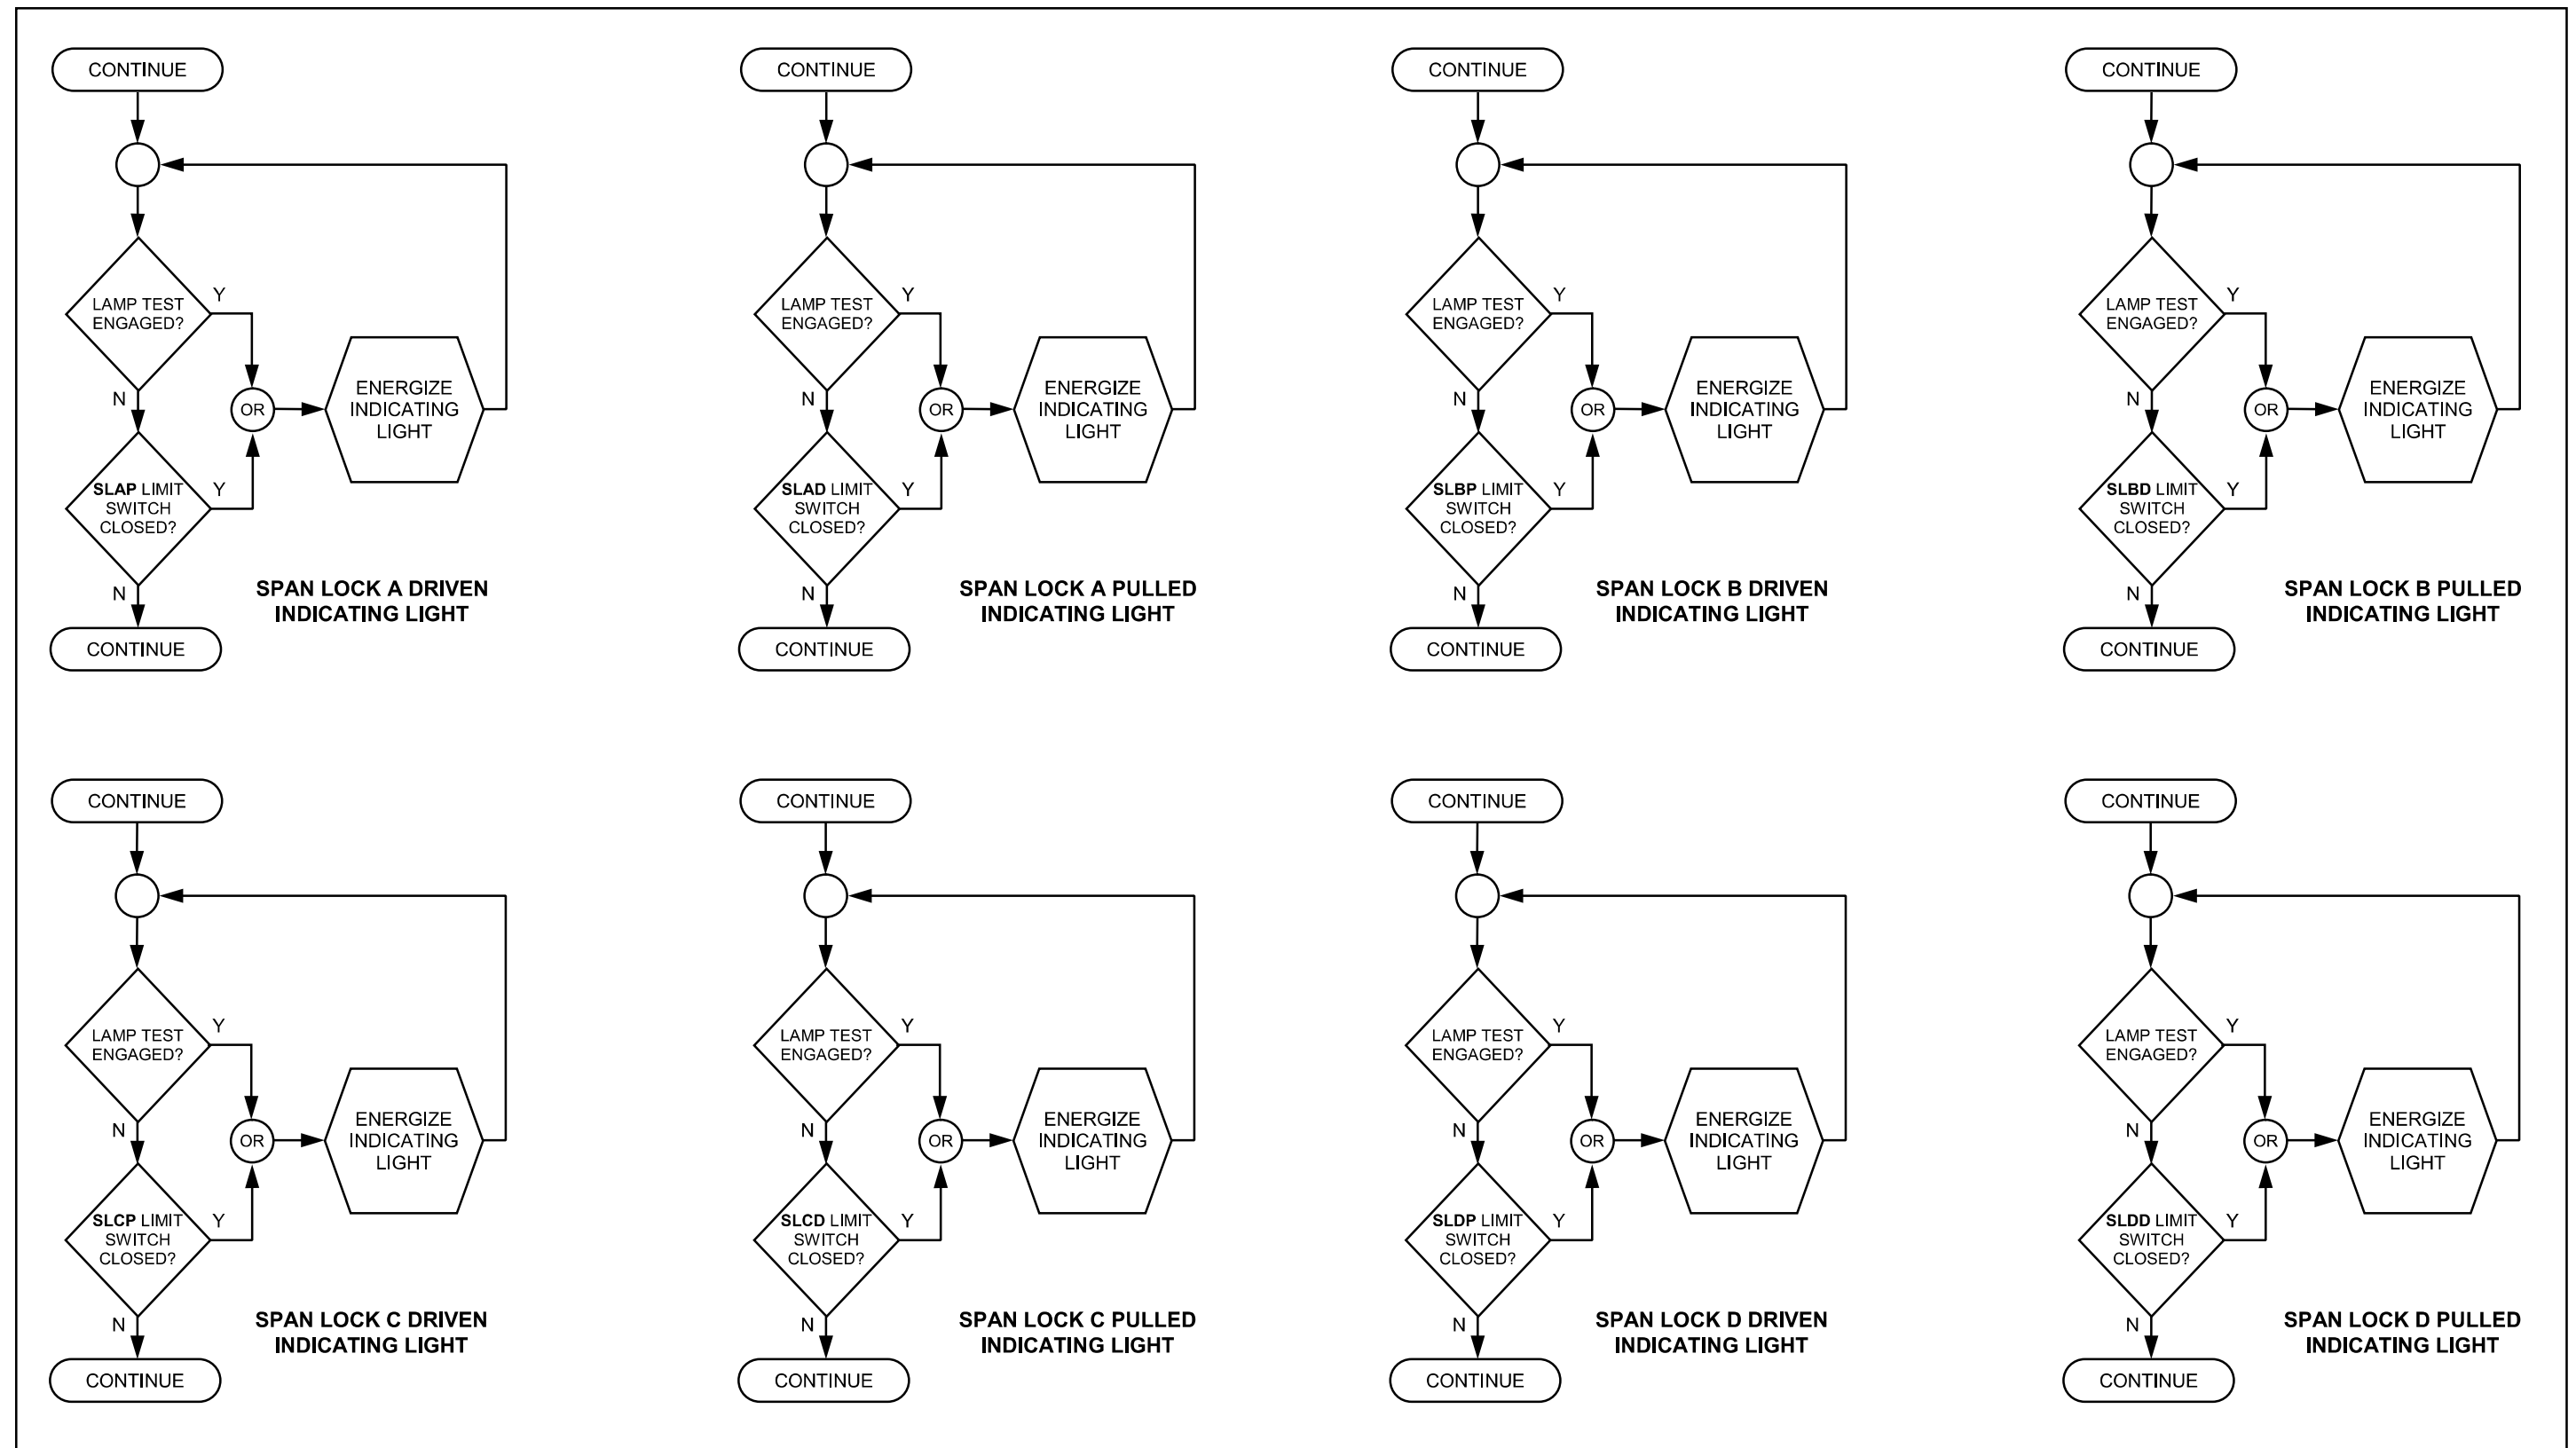 CONTINUE
LAMP TEST
ENGAGED?
Y
N
OR
ENERGIZE
INDICATING
LIGHT
SLAP LIMIT
SWITCH
CLOSED?
Y
N
SPAN LOCK A DRIVEN
INDICATING LIGHT
CONTINUE
CONTINUE
LAMP TEST
ENGAGED?
Y
N
OR
ENERGIZE
INDICATING
LIGHT
SLAD LIMIT
SWITCH
CLOSED?
Y
N
SPAN LOCK A PULLED
INDICATING LIGHT
CONTINUE
CONTINUE
LAMP TEST
ENGAGED?
Y
N
OR
ENERGIZE
INDICATING
LIGHT
SLBP LIMIT
SWITCH
CLOSED?
Y
N
SPAN LOCK B DRIVEN
INDICATING LIGHT
CONTINUE
CONTINUE
LAMP TEST
ENGAGED?
Y
N
OR
ENERGIZE
INDICATING
LIGHT
SLBD LIMIT
SWITCH
CLOSED?
Y
N
SPAN LOCK B PULLED
INDICATING LIGHT
CONTINUE
CONTINUE
LAMP TEST
ENGAGED?
Y
N
OR
ENERGIZE
INDICATING
LIGHT
SLCP LIMIT
SWITCH
CLOSED?
Y
N
SPAN LOCK C DRIVEN
INDICATING LIGHT
CONTINUE
CONTINUE
LAMP TEST
ENGAGED?
Y
N
OR
ENERGIZE
INDICATING
LIGHT
SLCD LIMIT
SWITCH
CLOSED?
Y
N
SPAN LOCK C PULLED
INDICATING LIGHT
CONTINUE
CONTINUE
LAMP TEST
ENGAGED?
Y
N
OR
ENERGIZE
INDICATING
LIGHT
SLDP LIMIT
SWITCH
CLOSED?
Y
N
SPAN LOCK D DRIVEN
INDICATING LIGHT
CONTINUE
CONTINUE
LAMP TEST
ENGAGED?
Y
N
OR
ENERGIZE
INDICATING
LIGHT
SLDD LIMIT
SWITCH
CLOSED?
Y
N
SPAN LOCK D PULLED
INDICATING LIGHT
CONTINUE